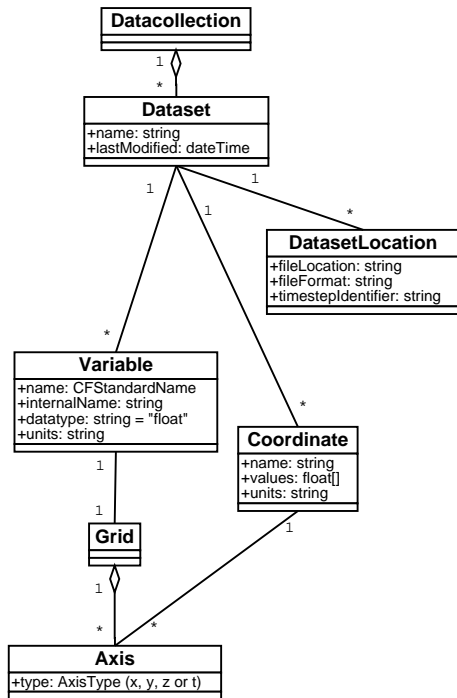 Datacollection
1
*
Dataset
+name: string
+lastModified: dateTime
1
1
1
*
DatasetLocation
+fileLocation: string
+fileFormat: string
+timestepIdentifier: string
*
Variable
+name: CFStandardName
+internalName: string
+datatype: string = "float"
+units: string
*
Coordinate
+name: string
+values: float[]
+units: string
1
1
1
Grid
1
*
*
Axis
+type: AxisType (x, y, z or t)